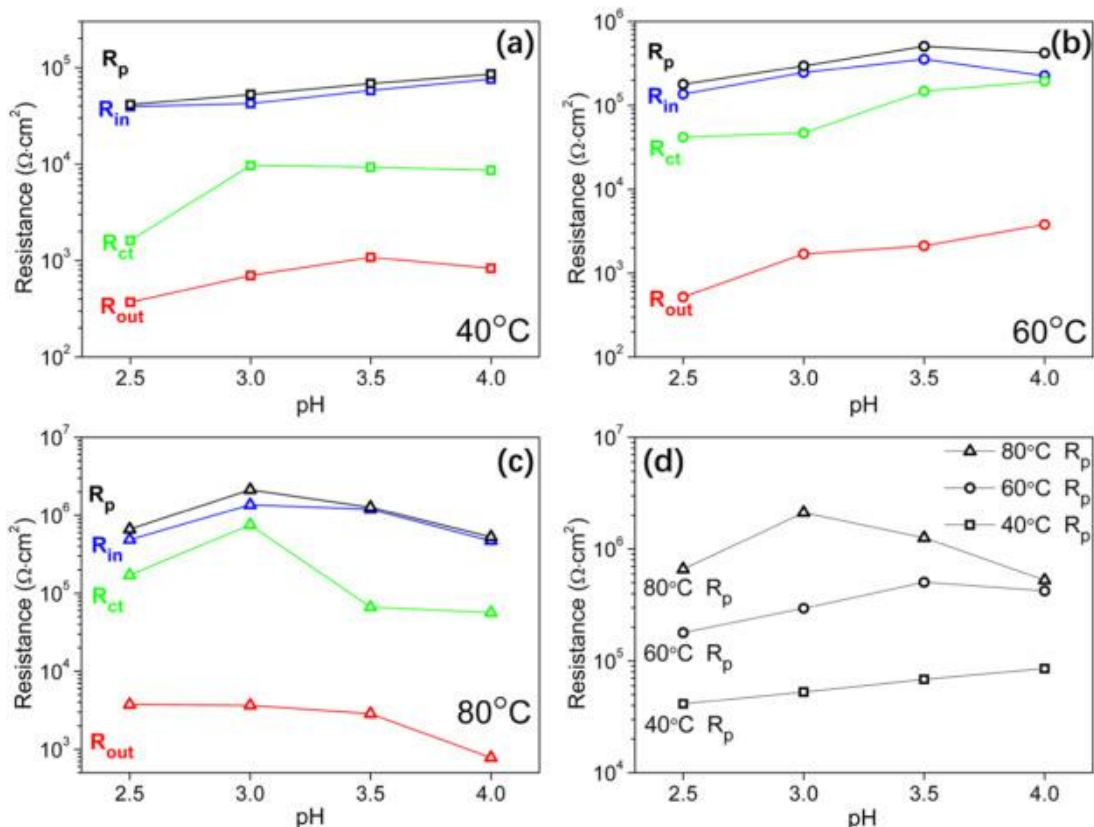 (a)
10⁵
10⁴
10³
10²
Resistance (Ω·cm²)
Rp
Rin
Rct
Rout
40°C
2.5 3.0 3.5 4.0
pH
(b)
10⁶
10⁵
10⁴
10³
10²
Resistance (Ω·cm²)
Rp
Rin
Rct
Rout
60°C
2.5 3.0 3.5 4.0
pH
(c)
10⁷
10⁶
10⁵
10⁴
10³
Resistance (Ω·cm²)
Rp
Rin
Rct
Rout
80°C
2.5 3.0 3.5 4.0
pH
(d)
10⁷
10⁶
10⁵
10⁴
Resistance (Ω·cm²)
80°C Rp
60°C Rp
40°C Rp
80°C Rp
60°C Rp
40°C Rp
2.5 3.0 3.5 4.0
pH